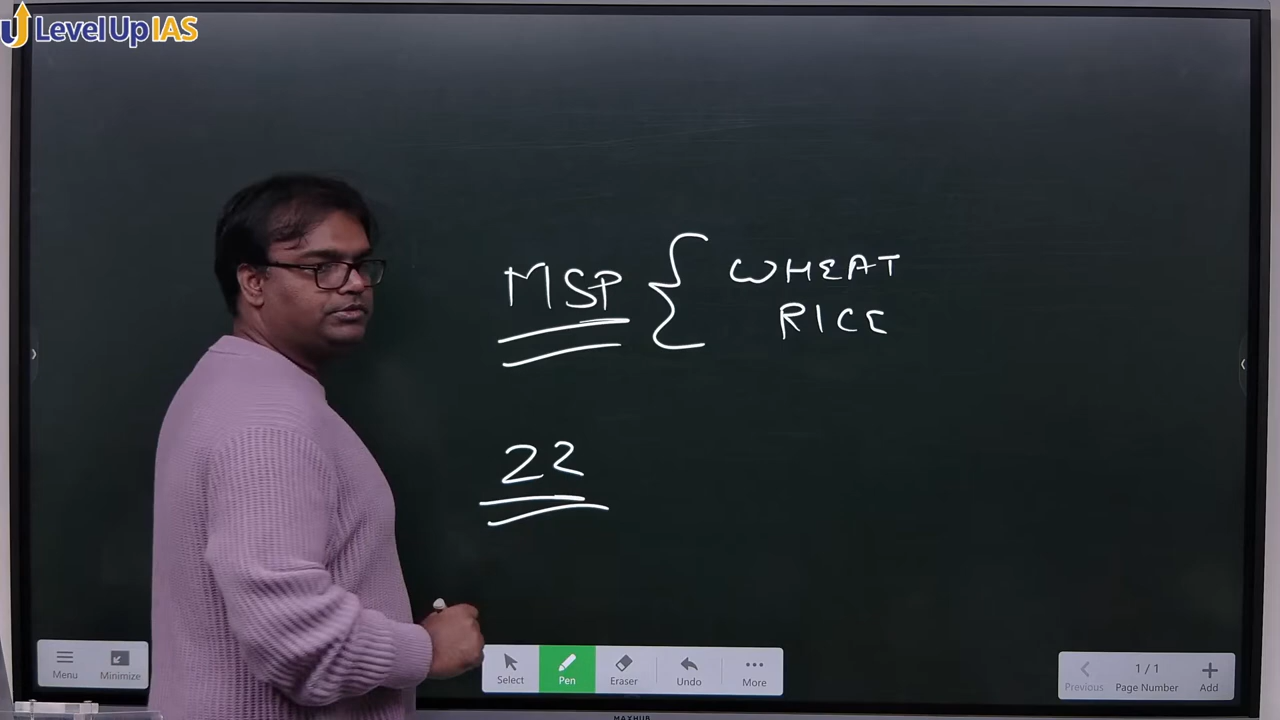 Level Up IAS
MSP { WHEAT
RICE
22
Menu
Minimize
Select
Pen
Eraser
Undo
More
Previous
1 / 1
Page Number
Add
MAXHUB